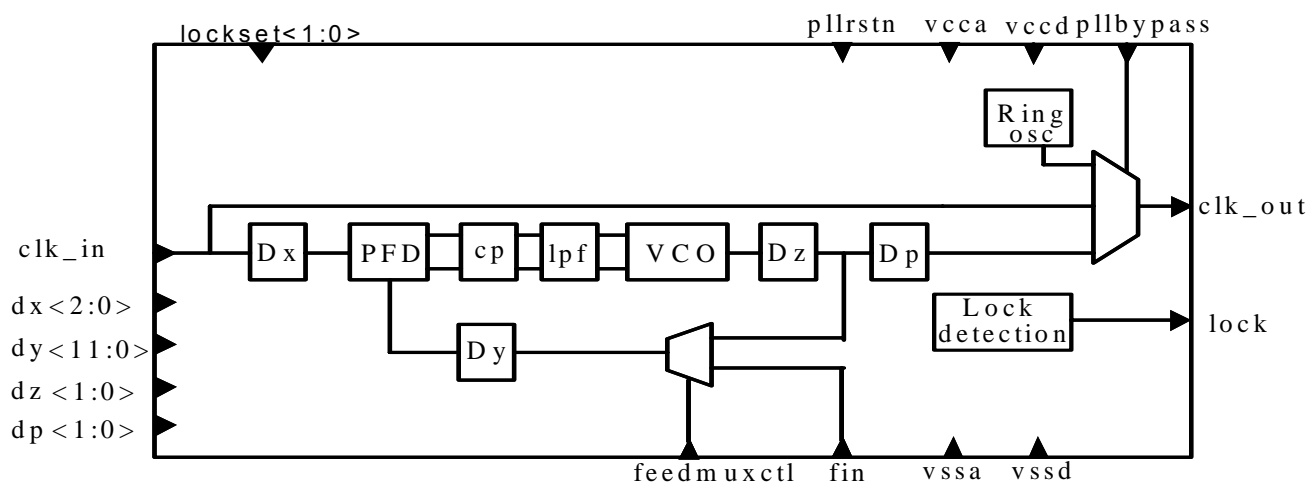 lockset<1:0>
pllrstn
vcca
vccd
pllbypass
Ring
osc
clk_out
clk_in
Dx
PFD
cp
lpf
VCO
Dz
Dp
dx<2:0>
Lock
detection
lock
dy<11:0>
Dy
dz<1:0>
dp<1:0>
feedmuxctl
fin
vssa
vssd